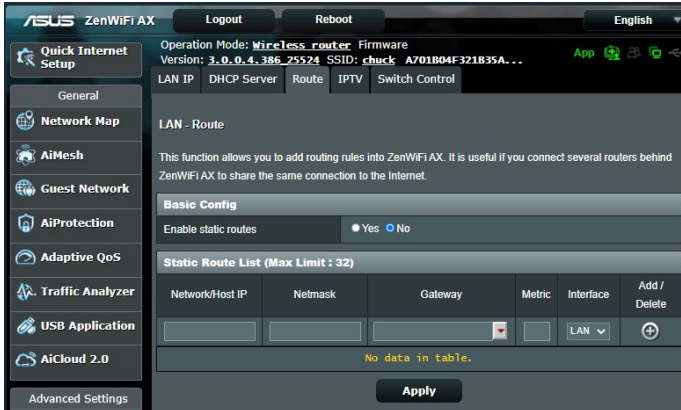 ASUS ZenWiFi AX Logout Reboot English
Quick Internet Setup
General
Network Map
AiMesh
Guest Network
AiProtection
Adaptive QoS
Traffic Analyzer
USB Application
AiCloud 2.0
Advanced Settings
Operation Mode: Wireless router Firmware
Version: 3.0.0.4.386_25524 SSID: chuck A701B04F321B35A...
App
LAN IP DHCP Server Route IPTV Switch Control
LAN - Route
This function allows you to add routing rules into ZenWiFi AX. It is useful if you connect several routers behind
ZenWiFi AX to share the same connection to the Internet.
Basic Config
Enable static routes Yes No
Static Route List (Max Limit : 32)
Network/Host IP Netmask Gateway Metric Interface Add / Delete
LAN
No data in table.
Apply